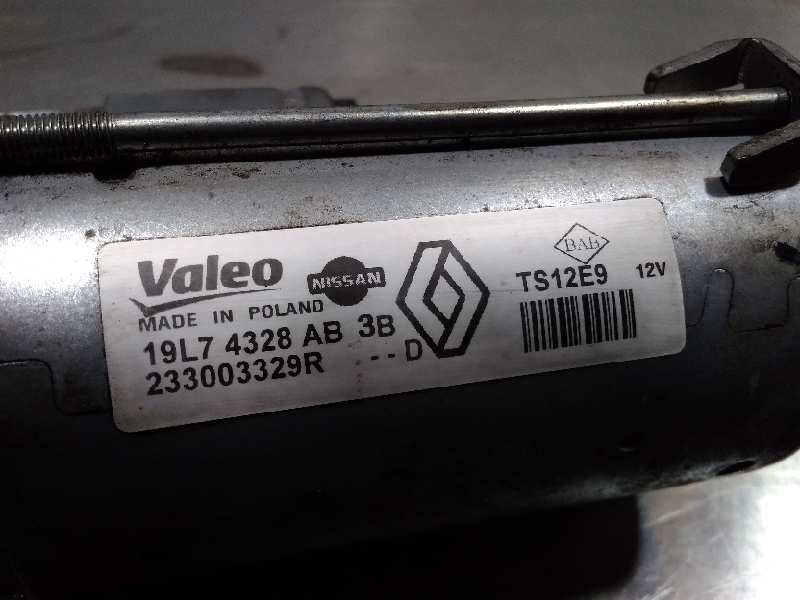 Valeo
NISSAN
MADE IN POLAND
19L7 4328 AB 3B
233003329R -- D
BAB
TS12E9 12V